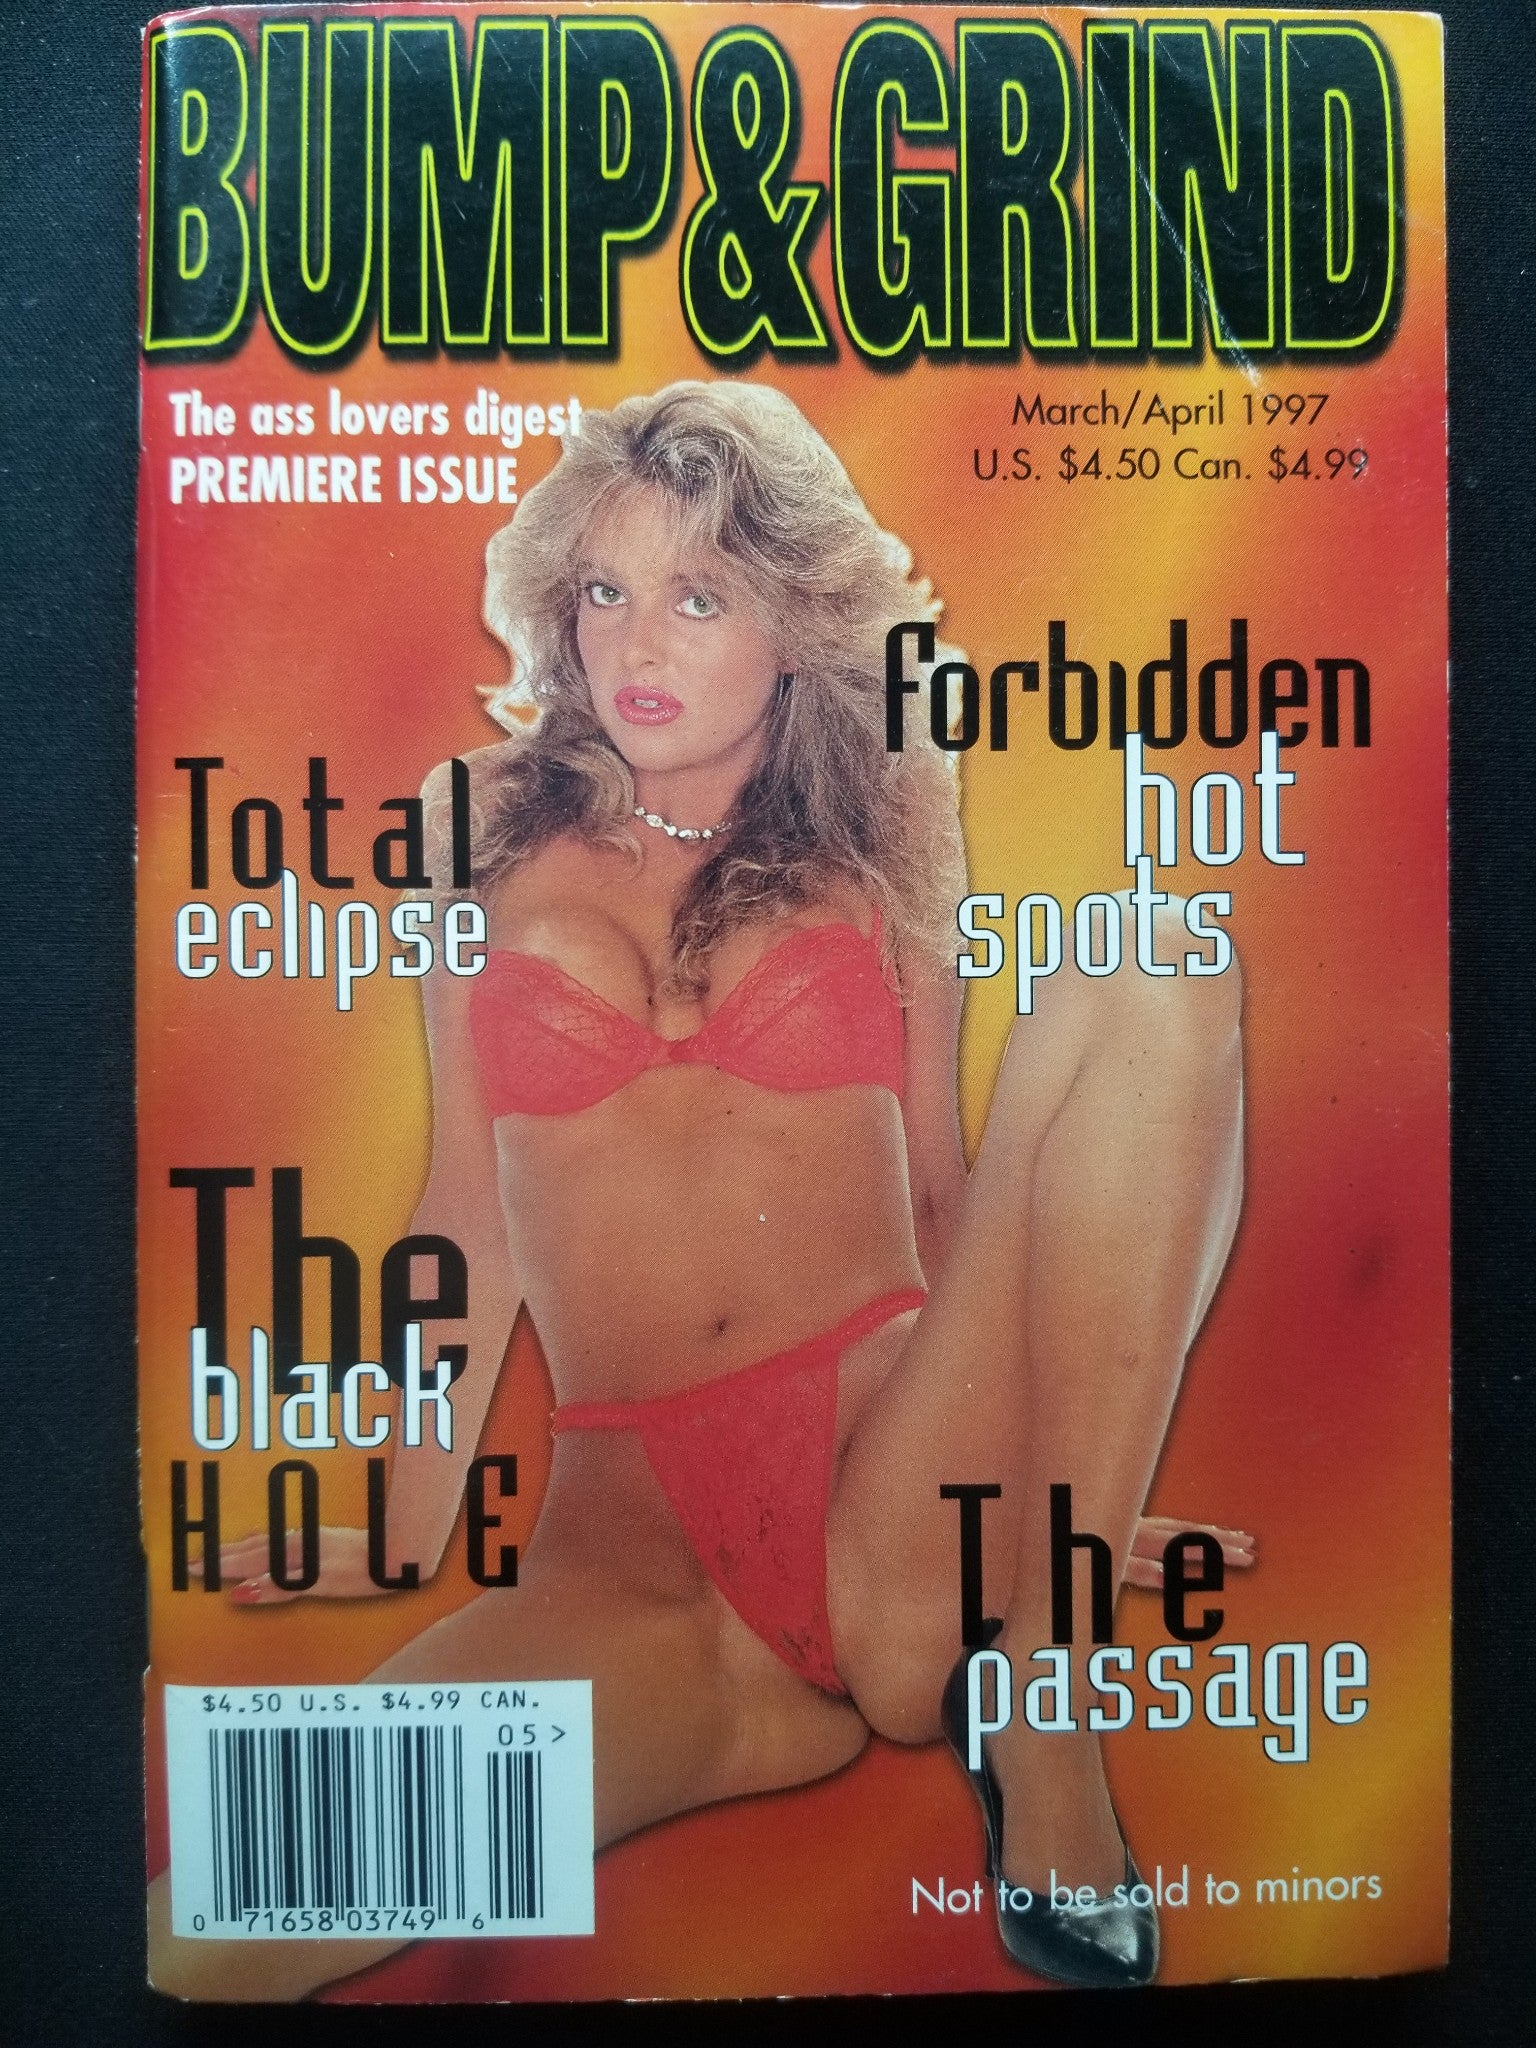 BUMP & GRIND
The ass lovers digest
PREMIERE ISSUE
March/April 1997
U.S. $4.50 Can. $4.99
Forbidden
hot
spots
Total
eclipse
The
black
HOLE
The
passage
$4.50 U.S. $4.99 CAN.
05 >
0 71658 03749 6
Not to be sold to minors